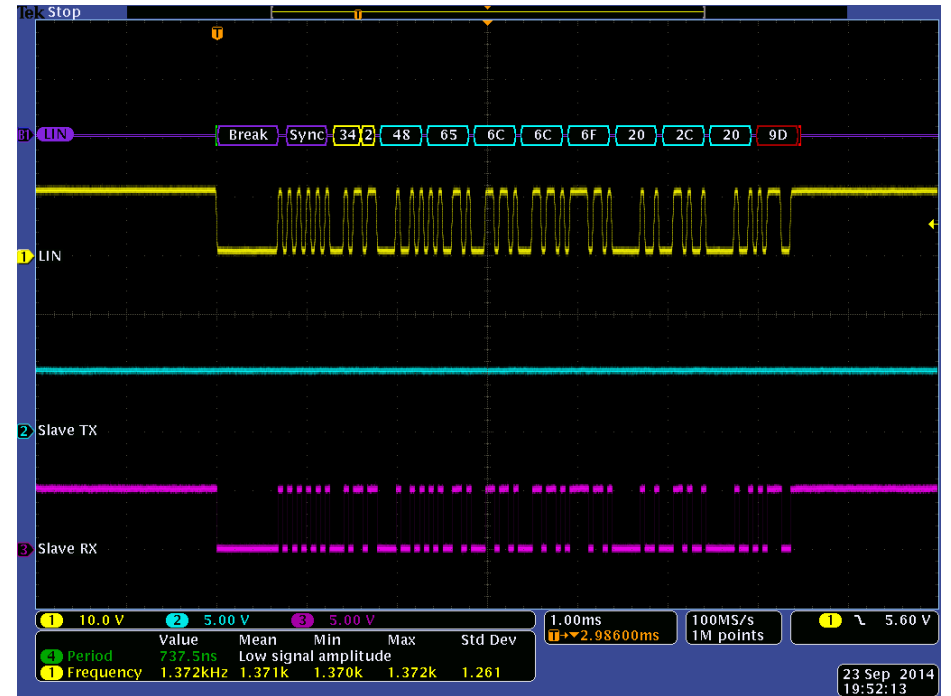 Tek Stop
T
T
B1 LIN Break Sync 34 2 48 65 6C 6C 6F 20 2C 20 9D
1 LIN
2 Slave TX
3 Slave RX
1 10.0 V 2 5.00 V 3 5.00 V
1.00ms
T→▼2.98600ms
100MS/s
1M points
1 5.60 V
Value Mean Min Max Std Dev
4 Period 737.5ns Low signal amplitude
1 Frequency 1.372kHz 1.371k 1.370k 1.372k 1.261
23 Sep 2014
19:52:13